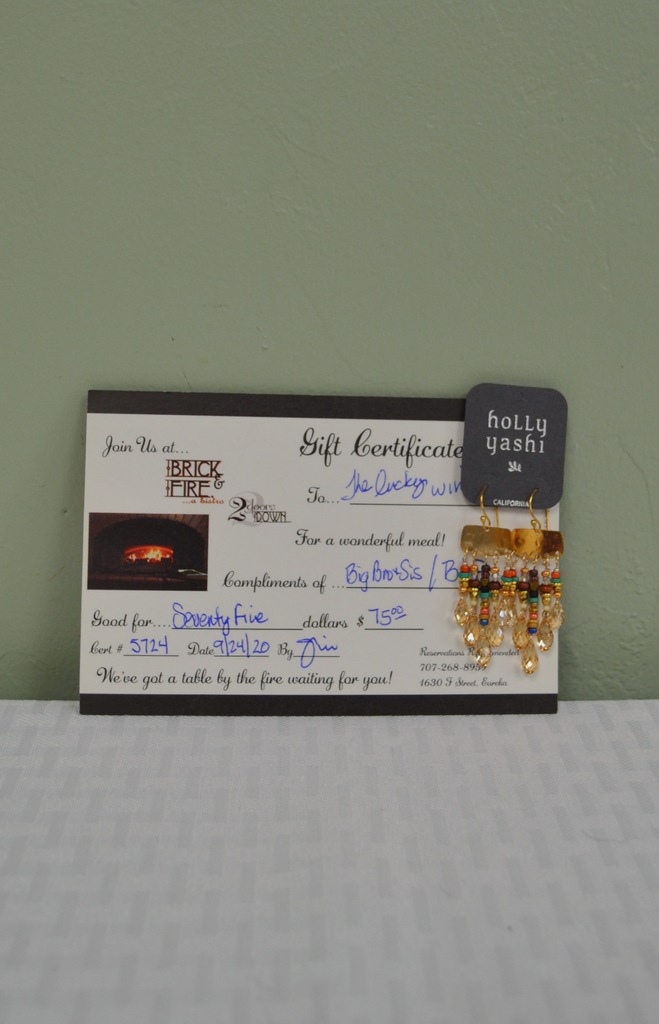 Join Us at...
BRICK
& FIRE
...a bistro
2 doors DOWN
Gift Certificate
To... The lucky
For a wonderful meal!
Compliments of ... Big Bro+Sis /
Good for.... Seventy Five dollars $ 75.00
Cert # 5724 Date 9/24/20 By
Reservations
707-268-895
1630 F Street, Eureka
We've got a table by the fire waiting for you!
holly
yashi
CALIFORNIA